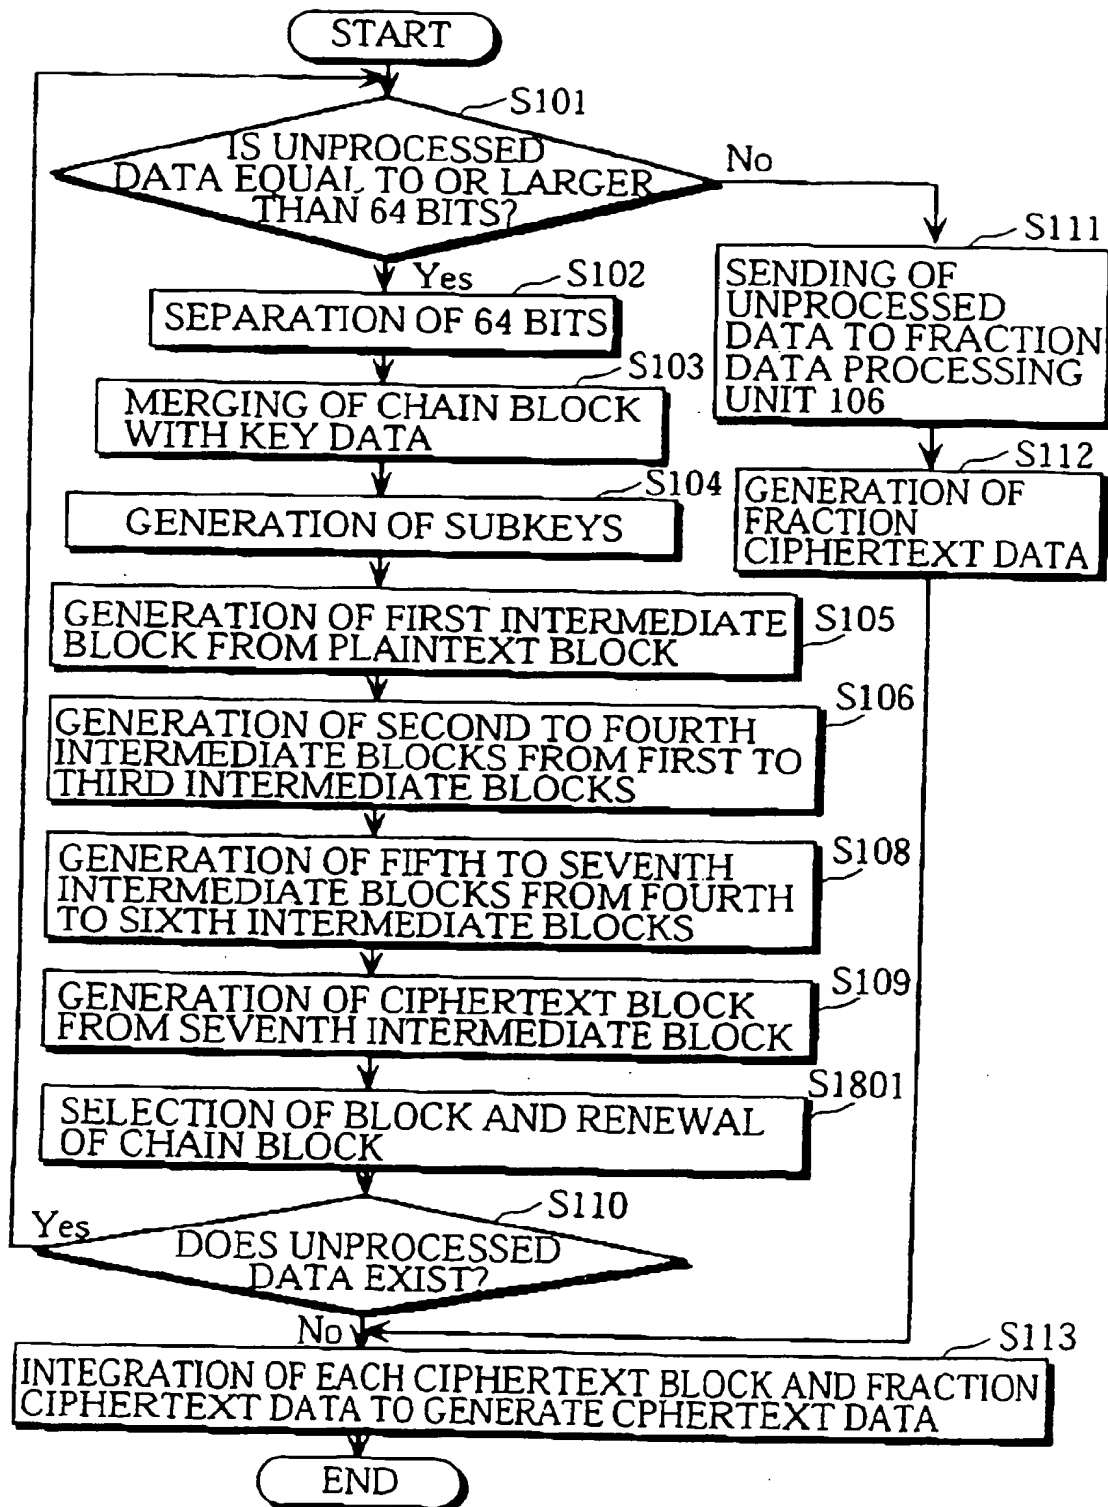 START
S101
IS UNPROCESSED
DATA EQUAL TO OR LARGER
THAN 64 BITS?
No
Yes
S111
SENDING OF
UNPROCESSED
DATA TO FRACTION
DATA PROCESSING
UNIT 106
S102
SEPARATION OF 64 BITS
S103
MERGING OF CHAIN BLOCK
WITH KEY DATA
S112
GENERATION OF
FRACTION
CIPHERTEXT DATA
S104
GENERATION OF SUBKEYS
S105
GENERATION OF FIRST INTERMEDIATE
BLOCK FROM PLAINTEXT BLOCK
S106
GENERATION OF SECOND TO FOURTH
INTERMEDIATE BLOCKS FROM FIRST TO
THIRD INTERMEDIATE BLOCKS
S108
GENERATION OF FIFTH TO SEVENTH
INTERMEDIATE BLOCKS FROM FOURTH
TO SIXTH INTERMEDIATE BLOCKS
S109
GENERATION OF CIPHERTEXT BLOCK
FROM SEVENTH INTERMEDIATE BLOCK
S1801
SELECTION OF BLOCK AND RENEWAL
OF CHAIN BLOCK
S110
Yes
DOES UNPROCESSED
DATA EXIST?
No
S113
INTEGRATION OF EACH CIPHERTEXT BLOCK AND FRACTION
CIPHERTEXT DATA TO GENERATE CPHERTEXT DATA
END